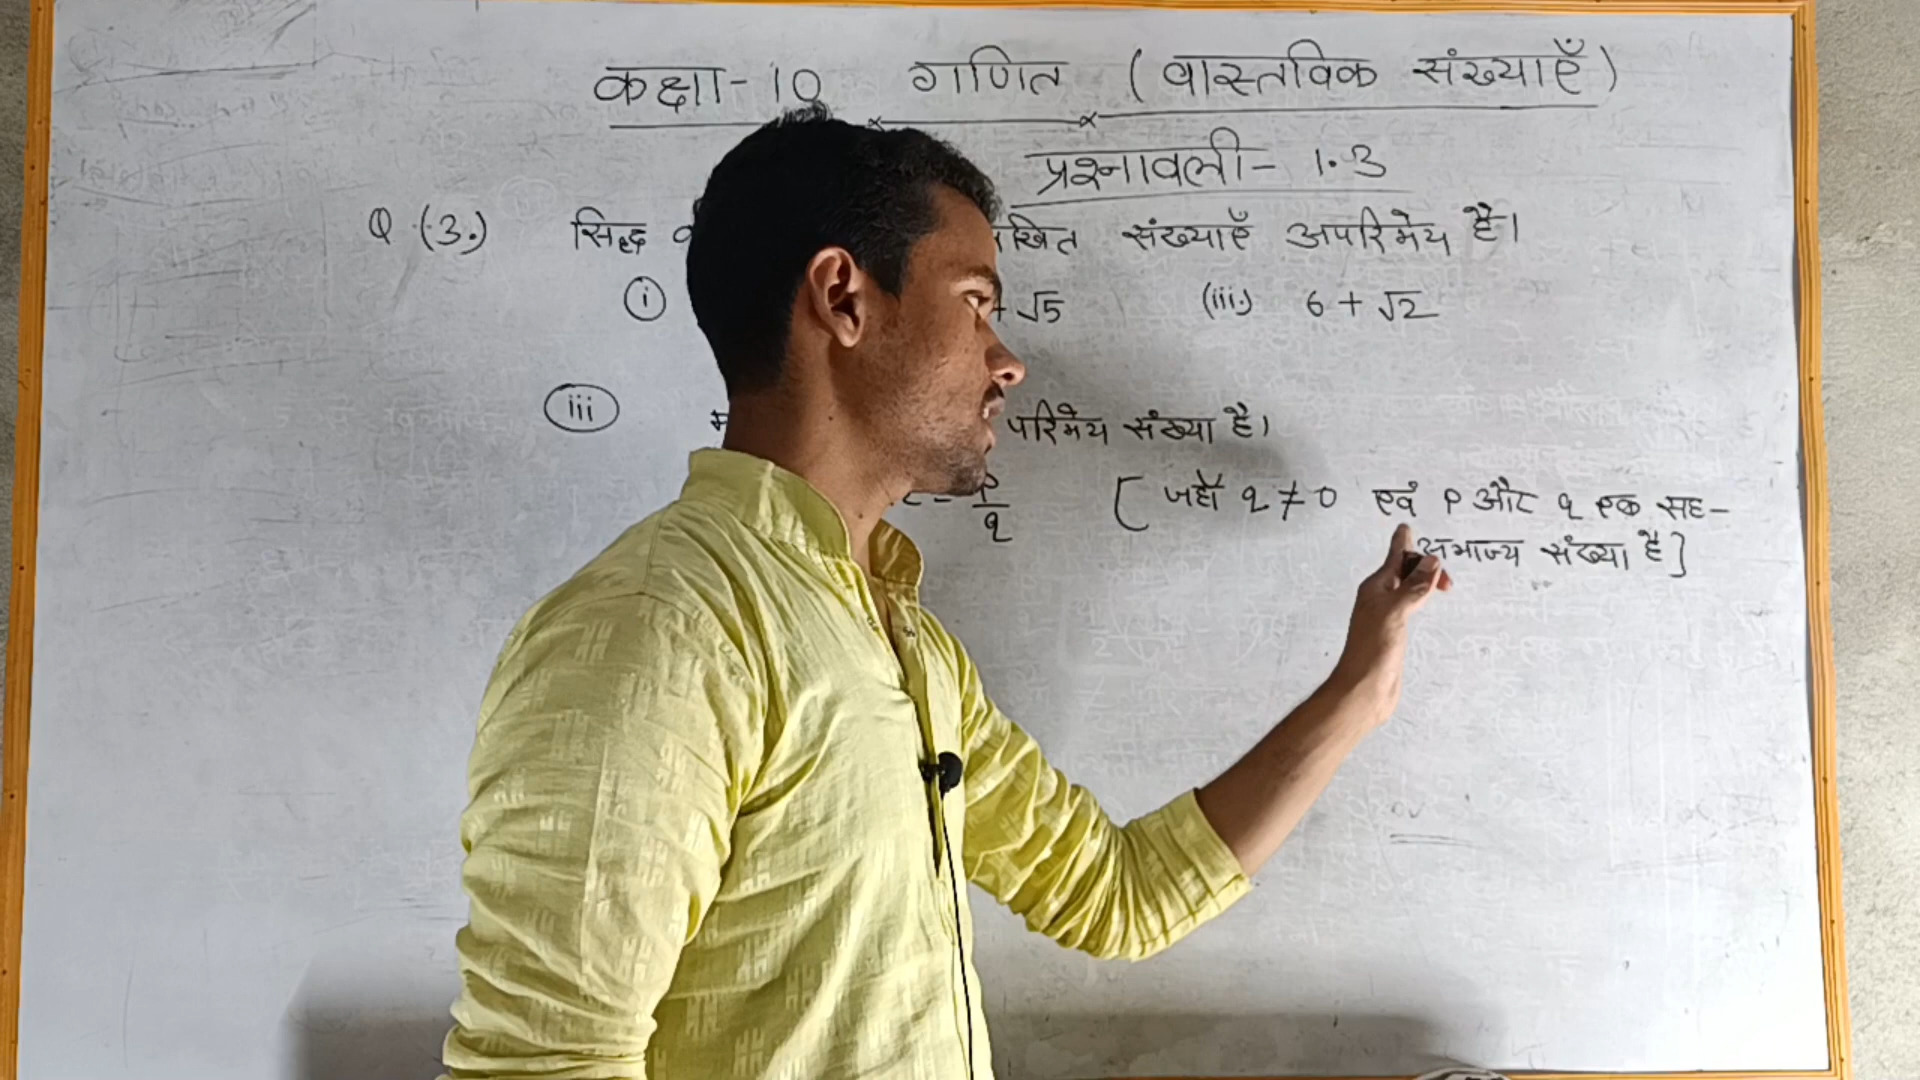 कक्षा-10 गणित (वास्तविक संख्याएँ)
प्रश्नावली- 1.3
Q.(3.) सिद्ध संख्याएँ अपरिमेय है।
(i) + √5 (iii.) 6 + √2
(iii) परिमेय संख्या है।
= p/q [जहाँ q ≠ 0 एवं P और q एक सह-
अभाज्य संख्या है]